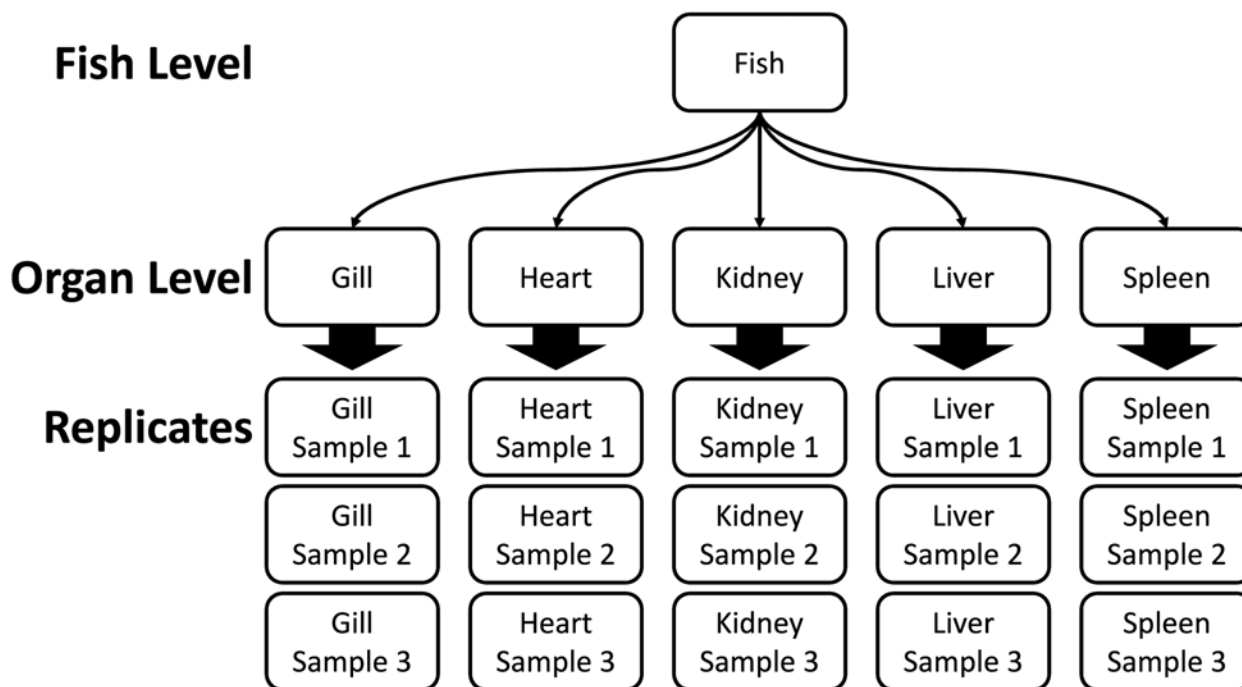 Fish Level
Fish
Organ Level
Gill
Heart
Kidney
Liver
Spleen
Replicates
Gill
Sample 1
Heart
Sample 1
Kidney
Sample 1
Liver
Sample 1
Spleen
Sample 1
Gill
Sample 2
Heart
Sample 2
Kidney
Sample 2
Liver
Sample 2
Spleen
Sample 2
Gill
Sample 3
Heart
Sample 3
Kidney
Sample 3
Liver
Sample 3
Spleen
Sample 3